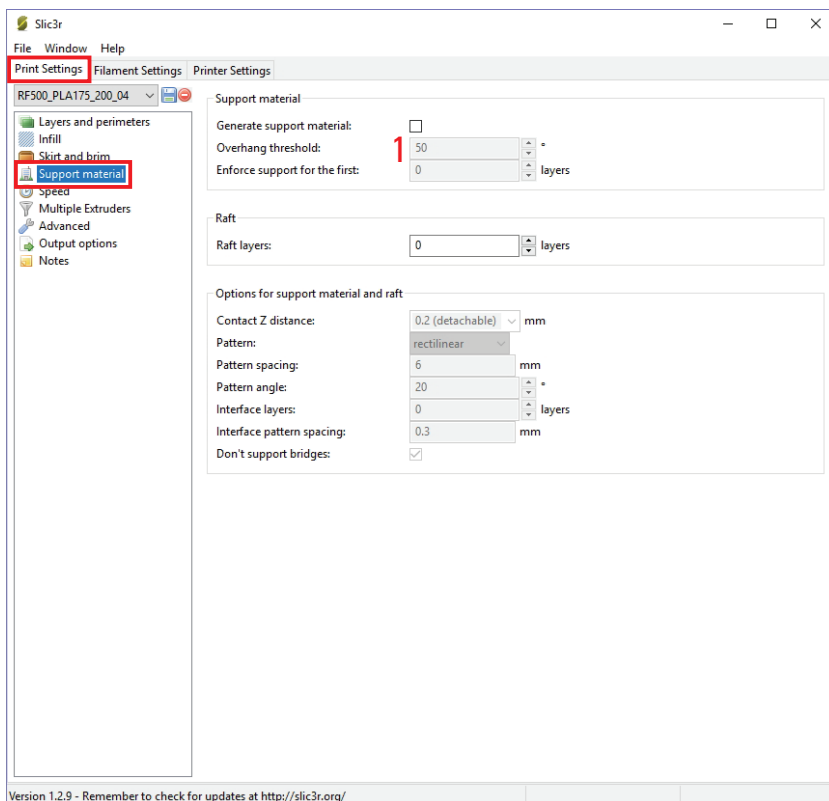 Slic3r
File Window Help
Print Settings Filament Settings Printer Settings
RF500_PLA175_200_04
Layers and perimeters
Infill
Skirt and brim
Support material
Speed
Multiple Extruders
Advanced
Output options
Notes
Support material
Generate support material:
1
Overhang threshold: 50 °
Enforce support for the first: 0 layers
Raft
Raft layers: 0 layers
Options for support material and raft
Contact Z distance: 0.2 (detachable) mm
Pattern: rectilinear
Pattern spacing: 6 mm
Pattern angle: 20 °
Interface layers: 0 layers
Interface pattern spacing: 0.3 mm
Don't support bridges:
Version 1.2.9 - Remember to check for updates at http://slic3r.org/